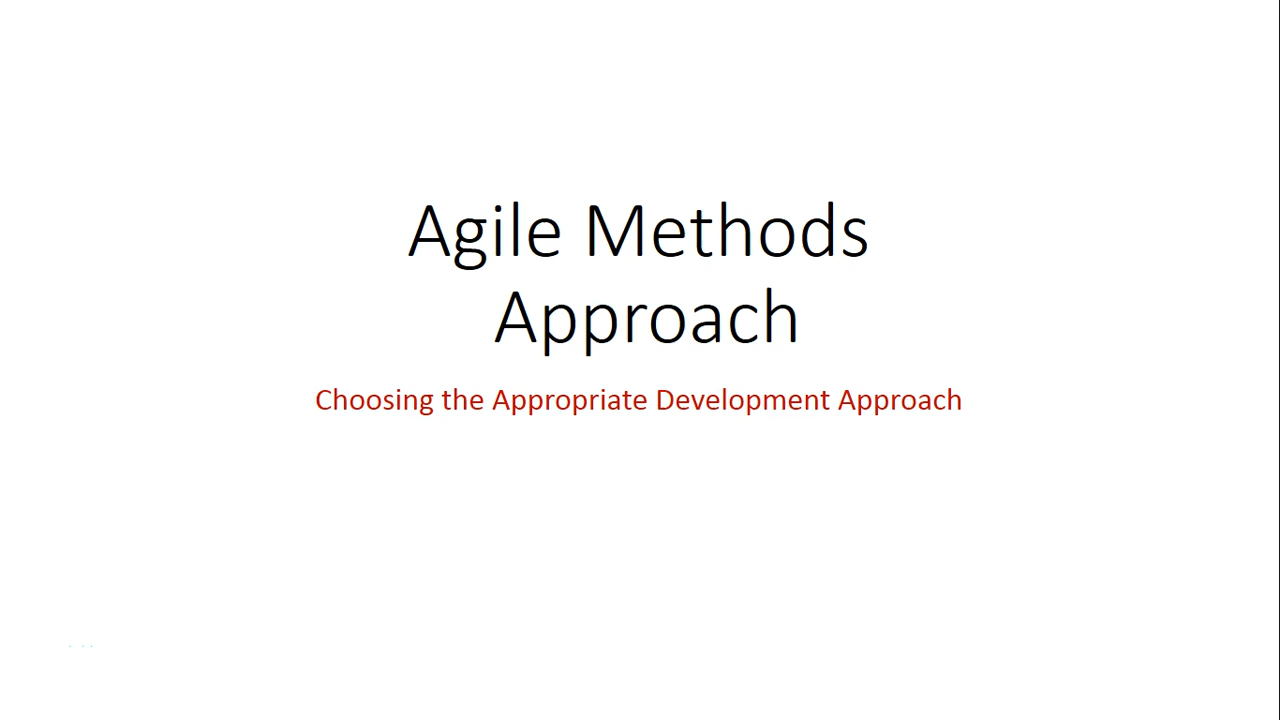 Agile Methods
Approach
Choosing the Appropriate Development Approach